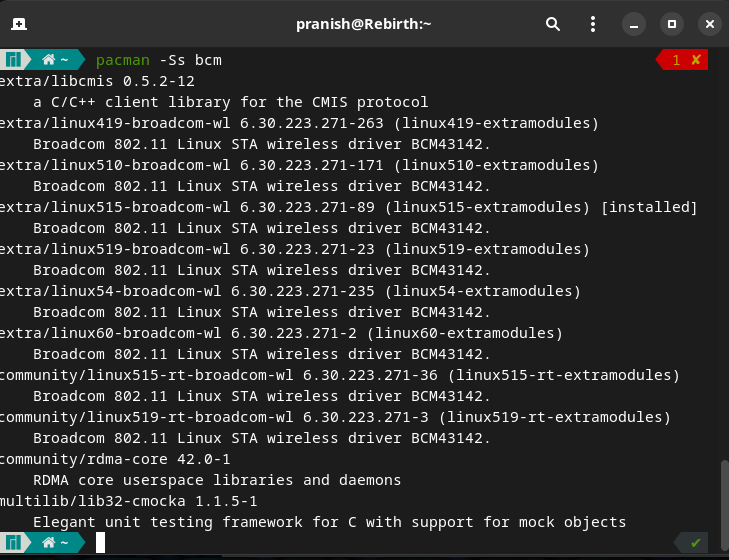 pranish@Rebirth:~
~ pacman -Ss bcm 1 ✘
extra/libcmis 0.5.2-12
a C/C++ client library for the CMIS protocol
extra/linux419-broadcom-wl 6.30.223.271-263 (linux419-extramodules)
Broadcom 802.11 Linux STA wireless driver BCM43142.
extra/linux510-broadcom-wl 6.30.223.271-171 (linux510-extramodules)
Broadcom 802.11 Linux STA wireless driver BCM43142.
extra/linux515-broadcom-wl 6.30.223.271-89 (linux515-extramodules) [installed]
Broadcom 802.11 Linux STA wireless driver BCM43142.
extra/linux519-broadcom-wl 6.30.223.271-23 (linux519-extramodules)
Broadcom 802.11 Linux STA wireless driver BCM43142.
extra/linux54-broadcom-wl 6.30.223.271-235 (linux54-extramodules)
Broadcom 802.11 Linux STA wireless driver BCM43142.
extra/linux60-broadcom-wl 6.30.223.271-2 (linux60-extramodules)
Broadcom 802.11 Linux STA wireless driver BCM43142.
community/linux515-rt-broadcom-wl 6.30.223.271-36 (linux515-rt-extramodules)
Broadcom 802.11 Linux STA wireless driver BCM43142.
community/linux519-rt-broadcom-wl 6.30.223.271-3 (linux519-rt-extramodules)
Broadcom 802.11 Linux STA wireless driver BCM43142.
community/rdma-core 42.0-1
RDMA core userspace libraries and daemons
multilib/lib32-cmocka 1.1.5-1
Elegant unit testing framework for C with support for mock objects
~ ✔